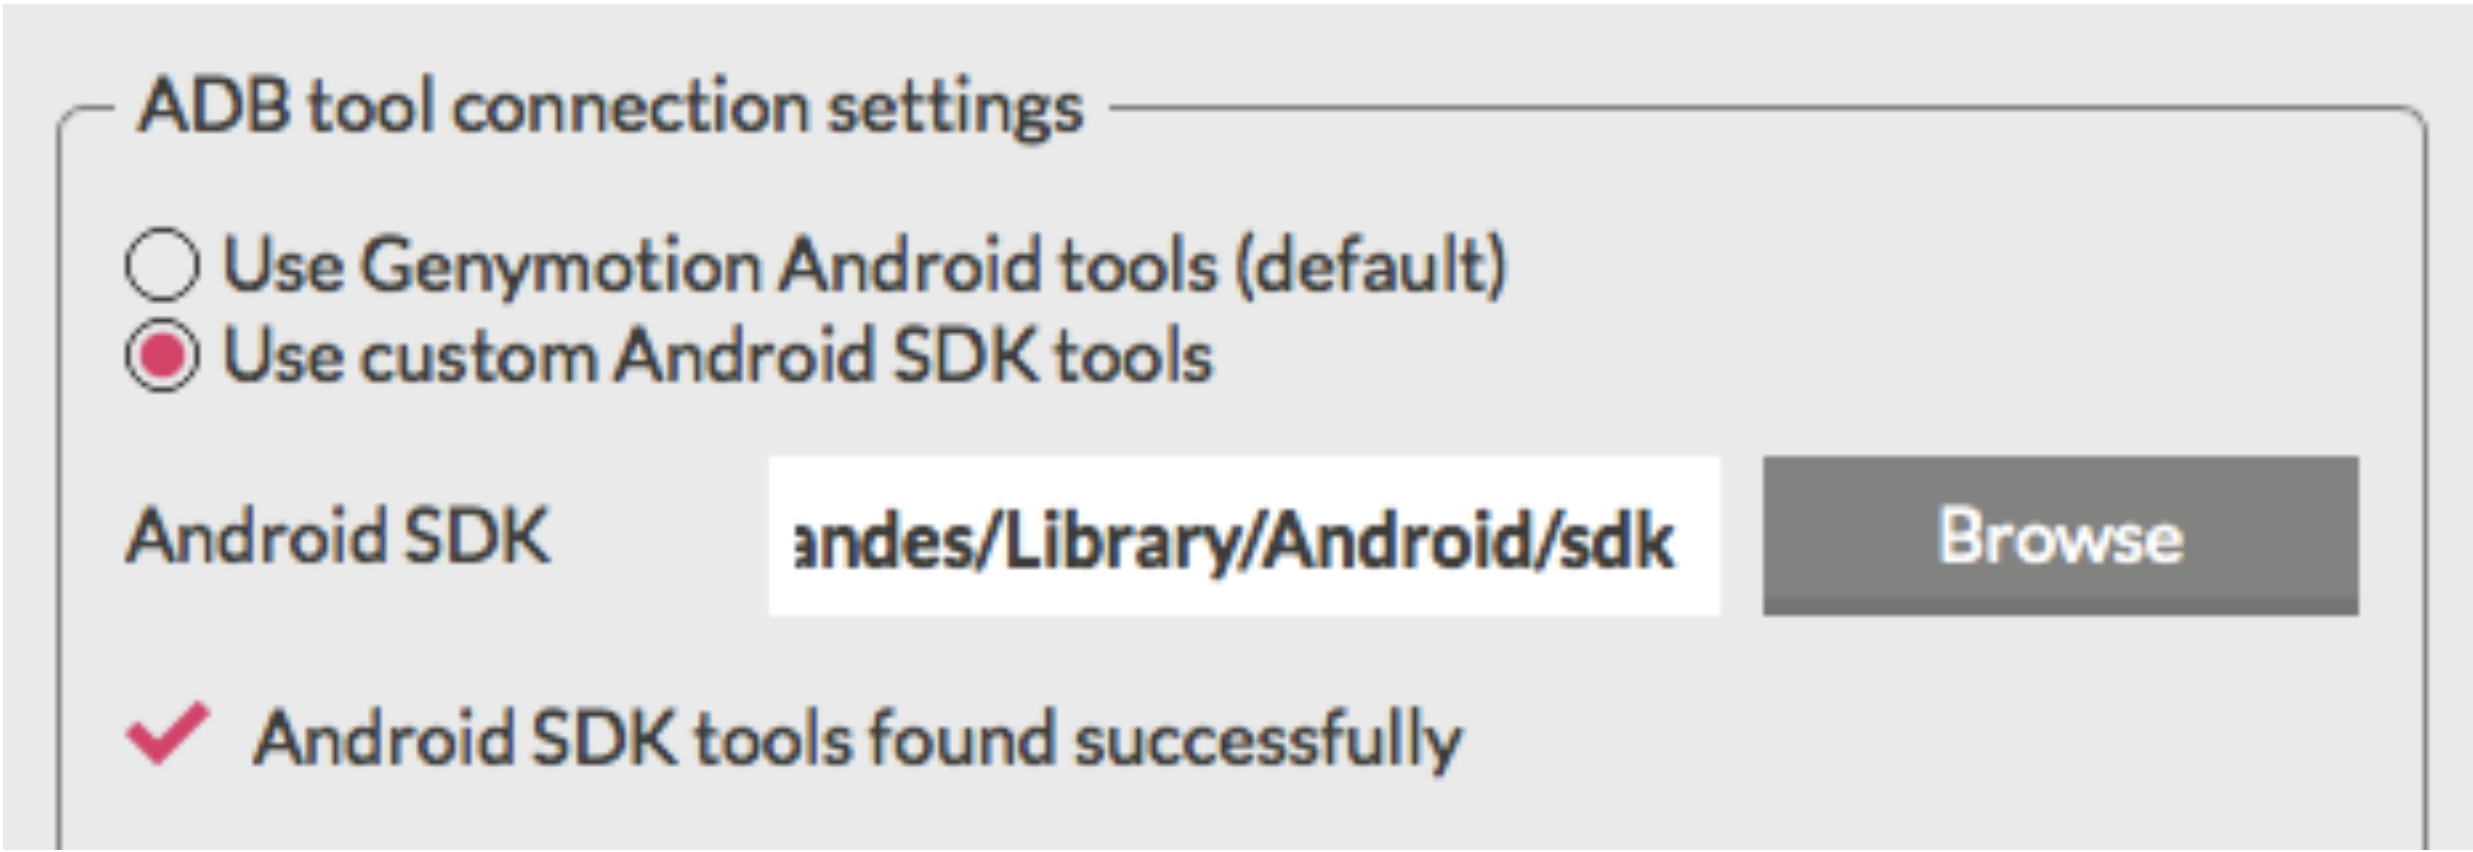 ADB tool connection settings
Use Genymotion Android tools (default)
Use custom Android SDK tools
Android SDK andes/Library/Android/sdk Browse
Android SDK tools found successfully